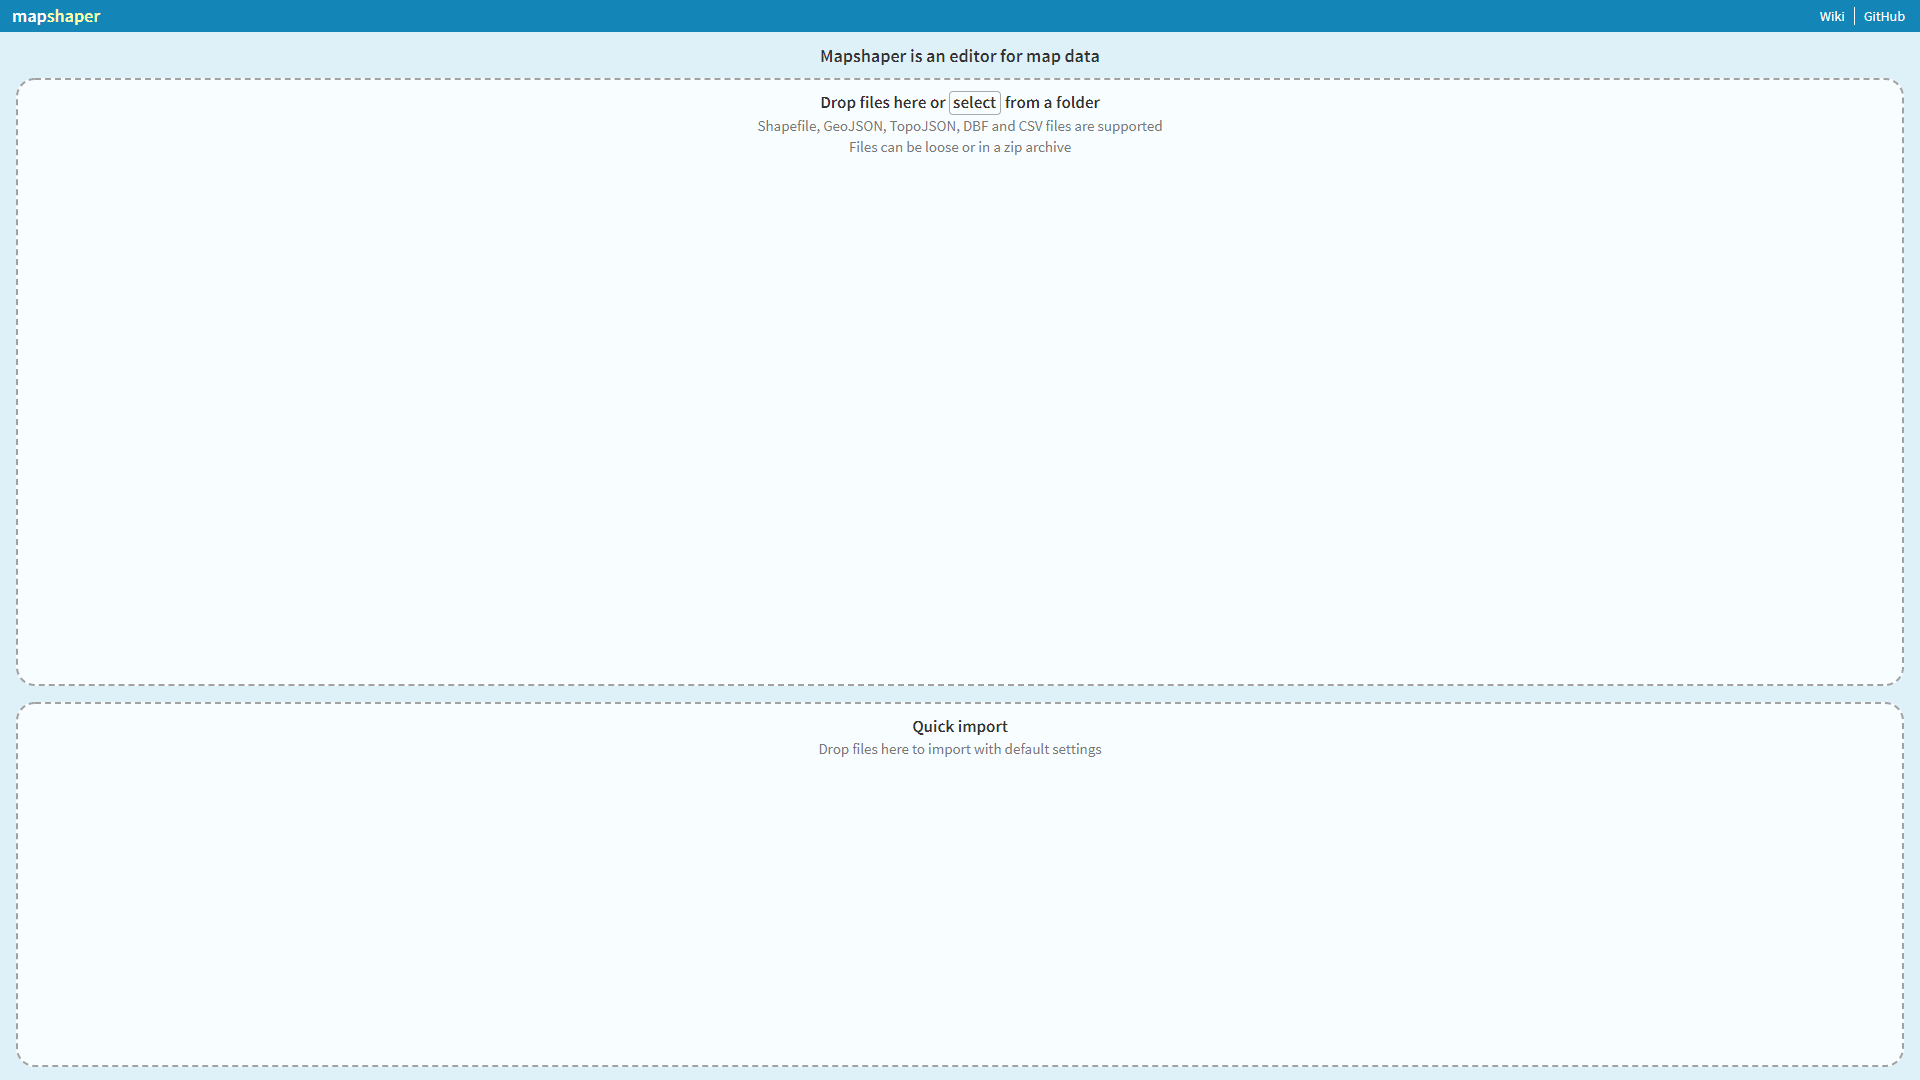 mapshaper
Wiki
GitHub
Mapshaper is an editor for map data
Drop files here or select from a folder
Shapefile, GeoJSON, TopoJSON, DBF and CSV files are supported
Files can be loose or in a zip archive
Quick import
Drop files here to import with default settings